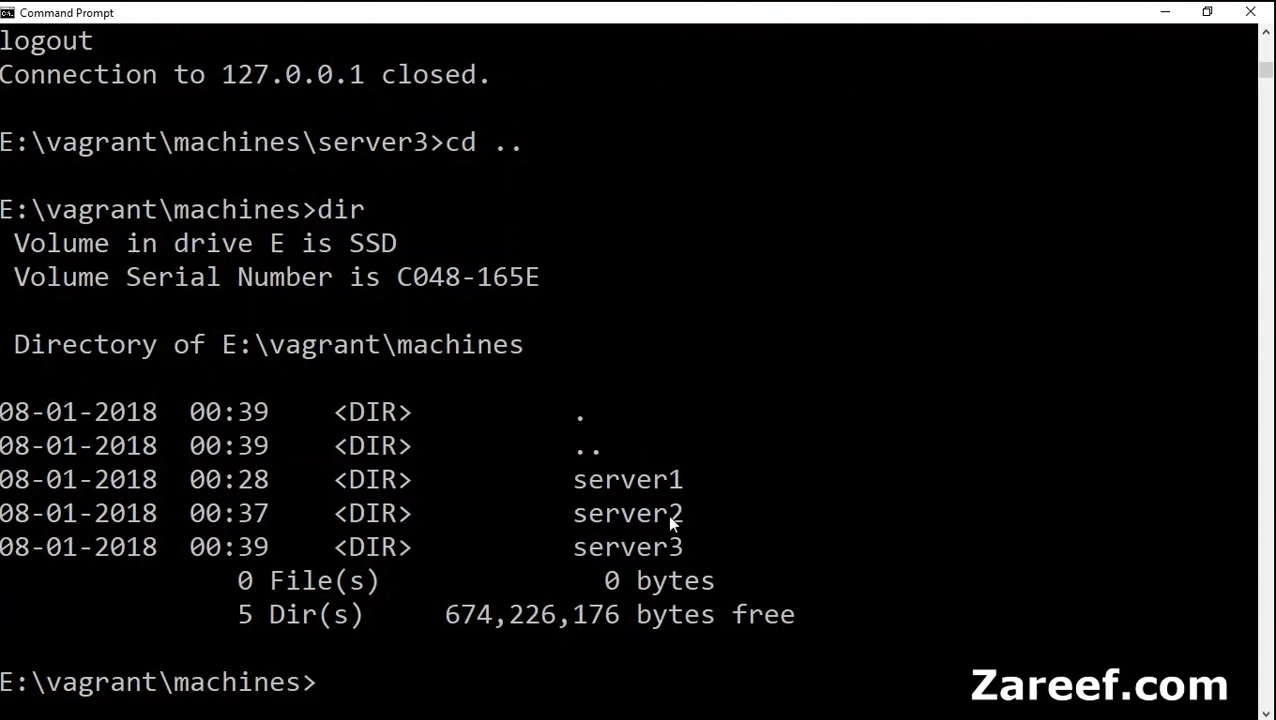 Command Prompt
logout
Connection to 127.0.0.1 closed.
E:\vagrant\machines\server3>cd ..
E:\vagrant\machines>dir
Volume in drive E is SSD
Volume Serial Number is C048-165E
Directory of E:\vagrant\machines
08-01-2018 00:39 <DIR> .
08-01-2018 00:39 <DIR> ..
08-01-2018 00:28 <DIR> server1
08-01-2018 00:37 <DIR> server2
08-01-2018 00:39 <DIR> server3
0 File(s) 0 bytes
5 Dir(s) 674,226,176 bytes free
E:\vagrant\machines>
Zareef.com